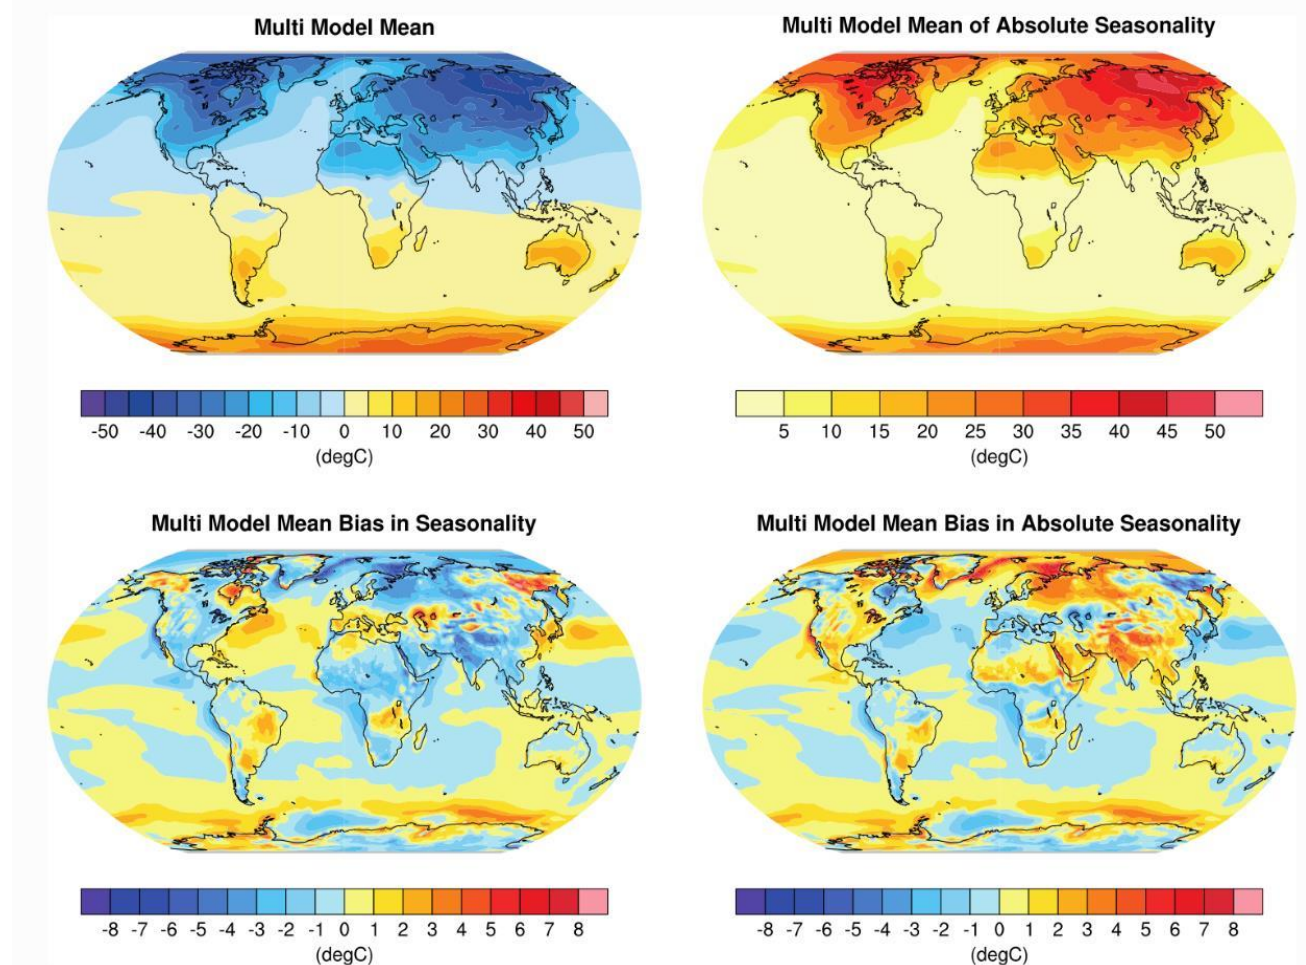 Multi Model Mean
Multi Model Mean of Absolute Seasonality
-50 -40 -30 -20 -10 0 10 20 30 40 50
(degC)
5 10 15 20 25 30 35 40 45 50
(degC)
Multi Model Mean Bias in Seasonality
Multi Model Mean Bias in Absolute Seasonality
-8 -7 -6 -5 -4 -3 -2 -1 0 1 2 3 4 5 6 7 8
(degC)
-8 -7 -6 -5 -4 -3 -2 -1 0 1 2 3 4 5 6 7 8
(degC)